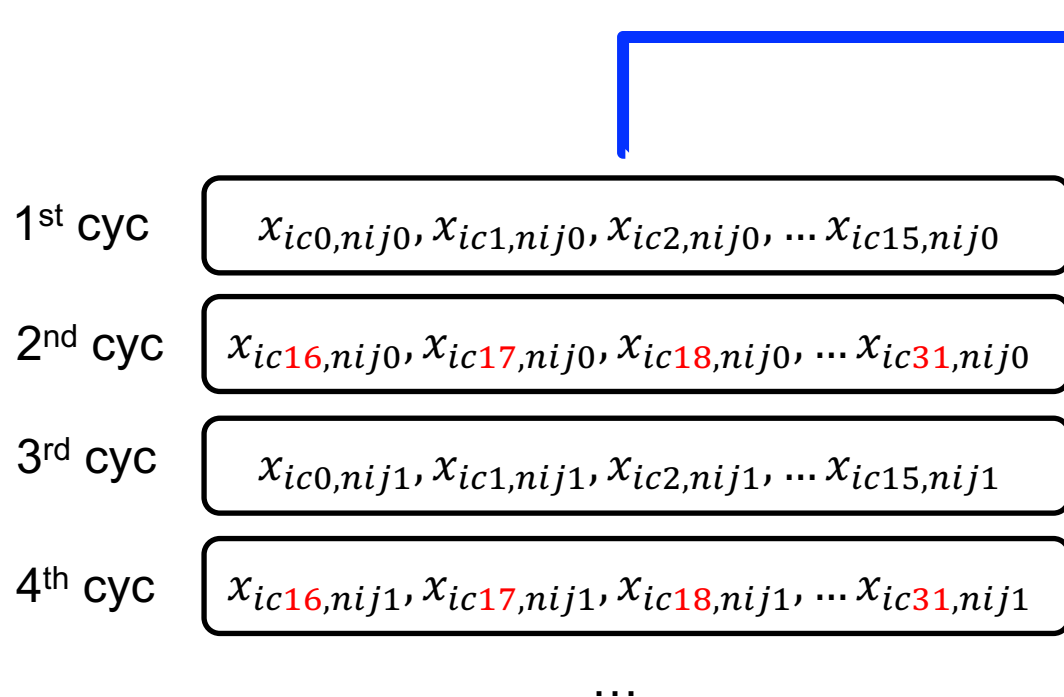 1st cyc x_{ic0,nij0}, x_{ic1,nij0}, x_{ic2,nij0}, ... x_{ic15,nij0}
2nd cyc x_{ic16,nij0}, x_{ic17,nij0}, x_{ic18,nij0}, ... x_{ic31,nij0}
3rd cyc x_{ic0,nij1}, x_{ic1,nij1}, x_{ic2,nij1}, ... x_{ic15,nij1}
4th cyc x_{ic16,nij1}, x_{ic17,nij1}, x_{ic18,nij1}, ... x_{ic31,nij1}
...